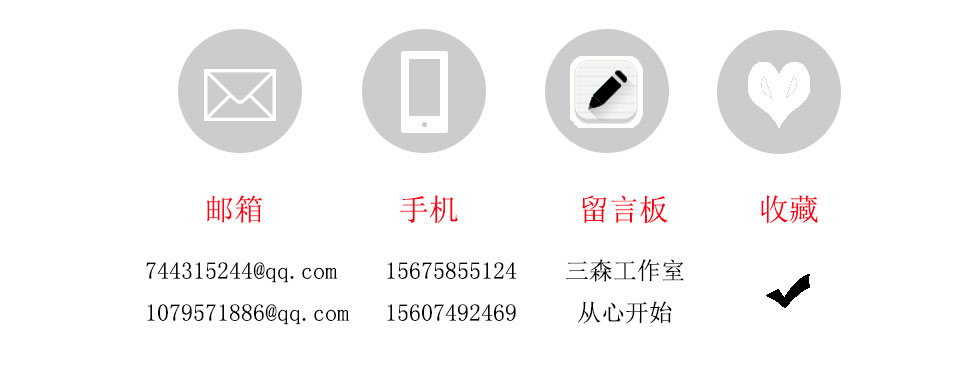 邮箱 手机 留言板 收藏
744315244@qq.com 15675855124 三森工作室
1079571886@qq.com 15607492469 从心开始